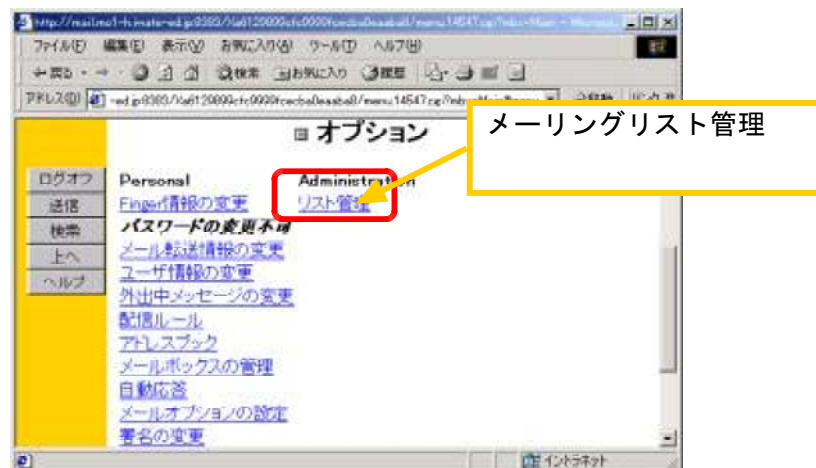 ファイル(F) 編集(E) 表示(V) お気に入り(A) ツール(T) ヘルプ(H)
戻る 検索 お気に入り 履歴
アドレス(D)
オプション
メーリングリスト管理
ログオフ
送信
検索
上へ
ヘルプ
Personal Administration
Finger情報の変更 リスト管理
パスワードの変更不可
メール転送情報の変更
ユーザ情報の変更
外出中メッセージの変更
配信ルール
アドレスブック
メールボックスの管理
自動応答
メールオプションの設定
署名の変更
イントラネット